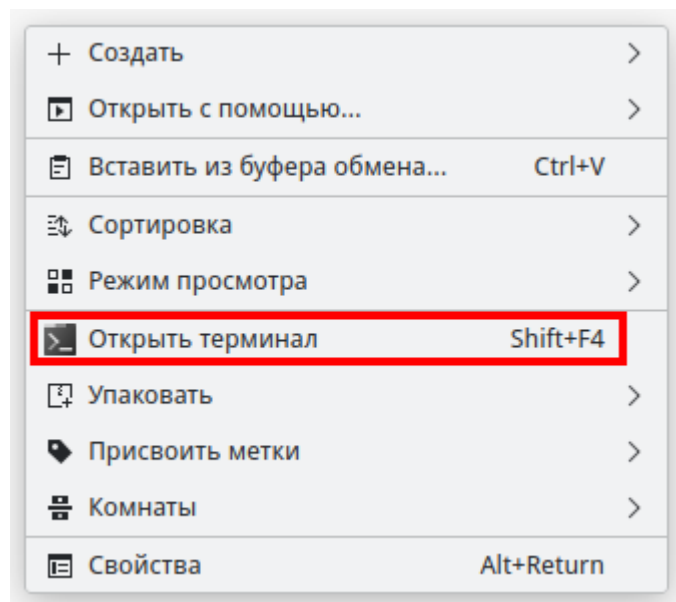 Создать
Открыть с помощью...
Вставить из буфера обмена... Ctrl+V
Сортировка
Режим просмотра
Открыть терминал Shift+F4
Упаковать
Присвоить метки
Комнаты
Свойства Alt+Return